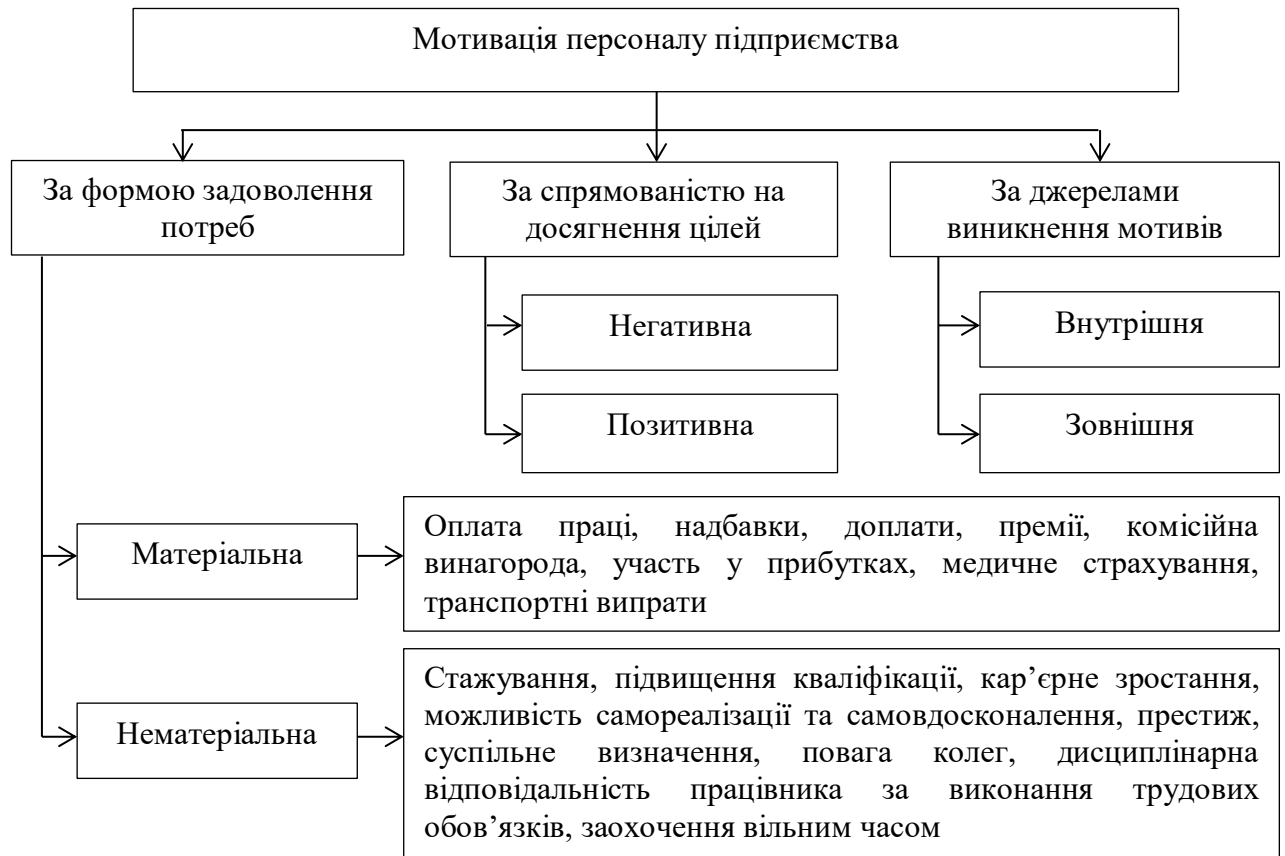 Мотивація персоналу підприємства
За формою задоволення
потреб
За спрямованістю на
досягнення цілей
За джерелами
виникнення мотивів
Негативна
Внутрішня
Позитивна
Зовнішня
Матеріальна
Оплата праці, надбавки, доплати, премії, комісійна
винагорода, участь у прибутках, медичне страхування,
транспортні випрати
Нематеріальна
Стажування, підвищення кваліфікації, кар’єрне зростання,
можливість самореалізації та самовдосконалення, престиж,
суспільне визначення, повага колег, дисциплінарна
відповідальність працівника за виконання трудових
обов’язків, заохочення вільним часом